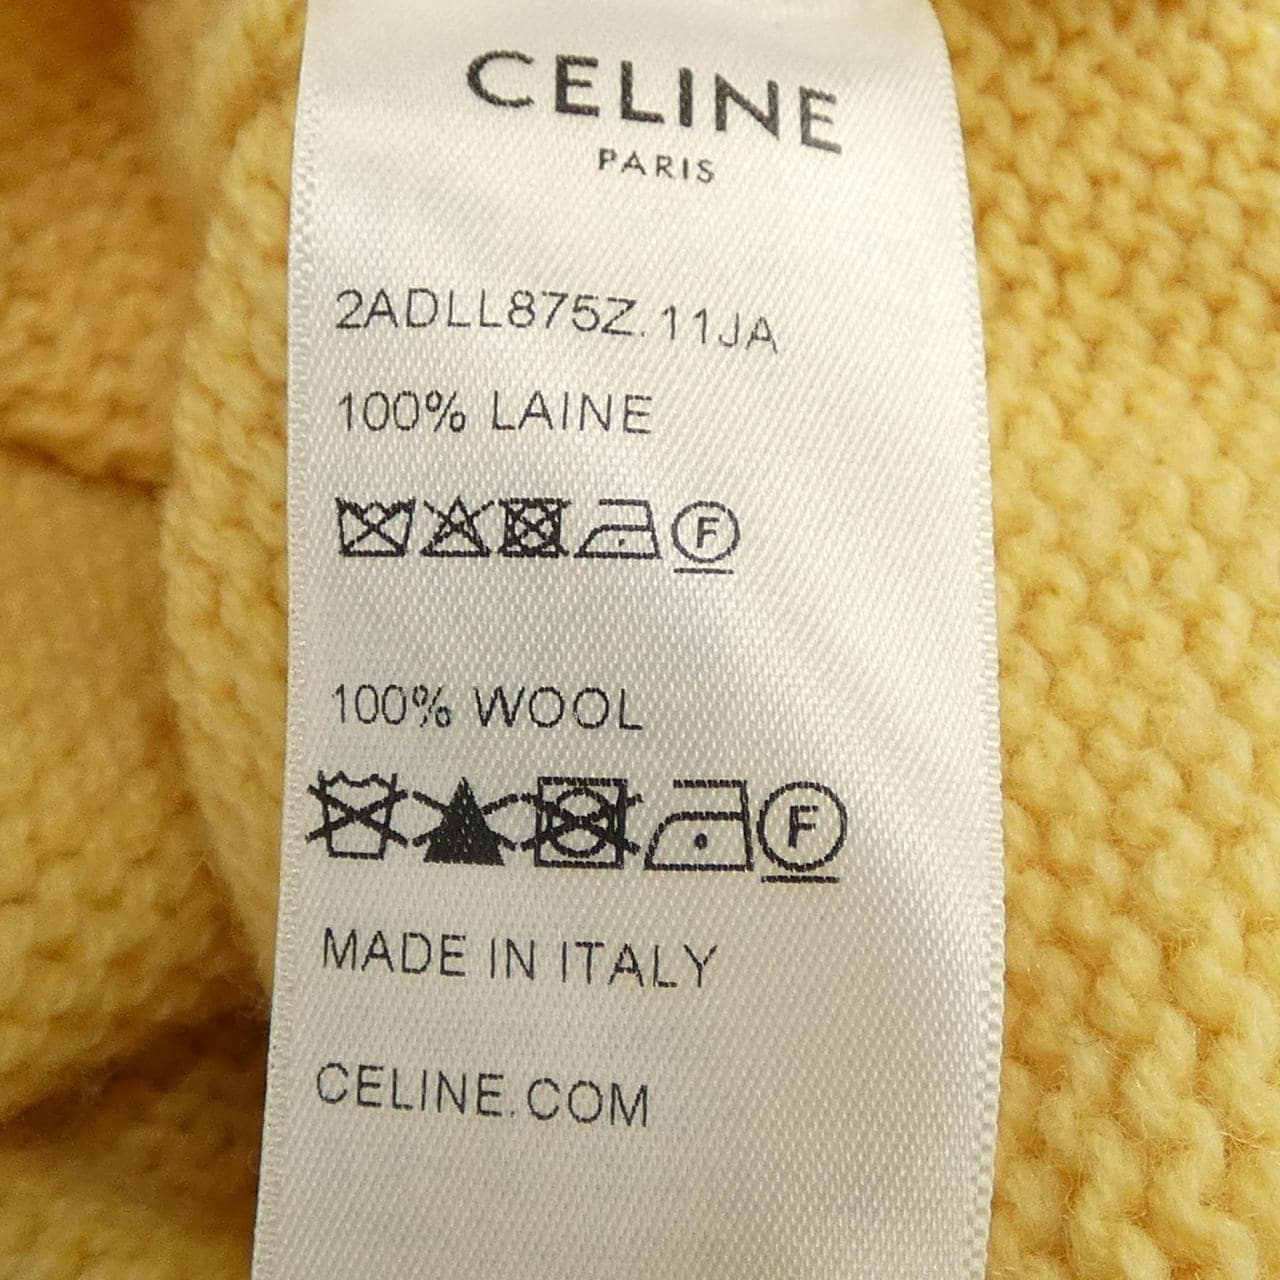 CELINE
PARIS
2ADLL875Z.11JA
100% LAINE
F
100% WOOL
F
MADE IN ITALY
CELINE.COM